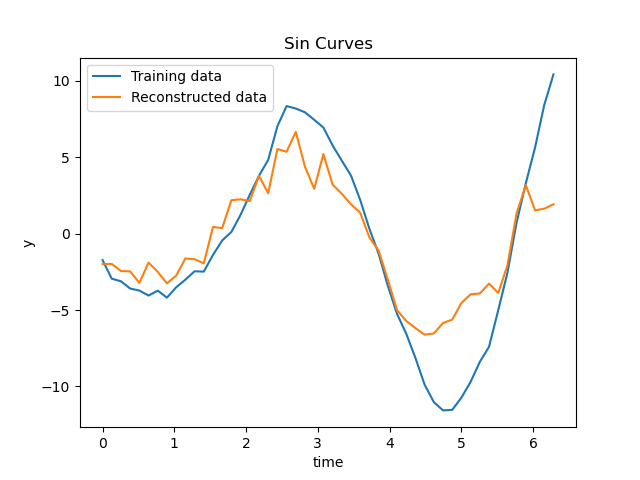 Sin Curves
Training data
Reconstructed data
10
5
0
−5
−10
y
0 1 2 3 4 5 6
time